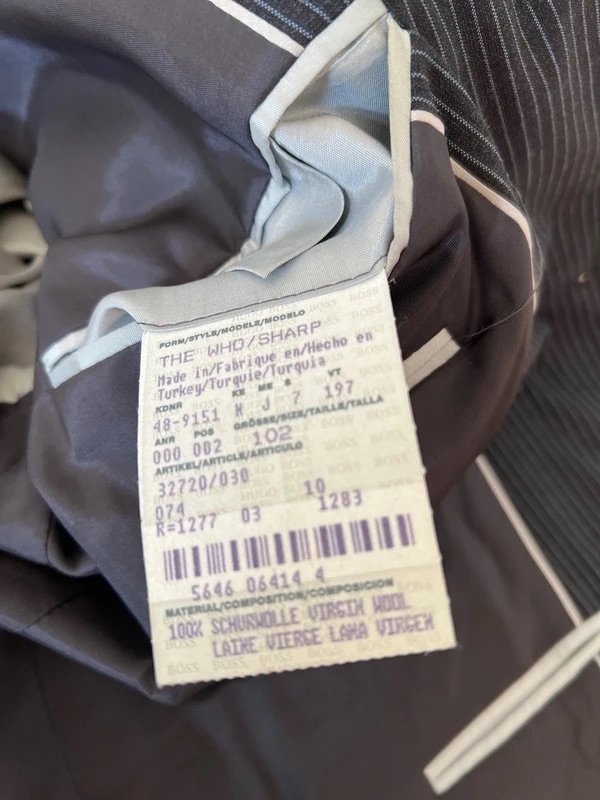 FORM/STYLE/MODELE/MODELO
THE WHO/SHARP
Made in/Fabrique en/Hecho en
Turkey/Turquie/Turquia
KDNR KE ME S VT
48-9151 N J 7 197
ANR POS GRÖSSE/SIZE/TAILLE/TALLA
000 002 102
ARTIKEL/ARTICLE/ARTICULO
32720/030
074 10
R=1277 03 1283
5646 06414 4
MATERIAL/COMPOSITION/COMPOSICION
100% SCHURWOLLE VIRGIN WOOL
LAINE VIERGE LANA VIRGEN
HUGO BOSS